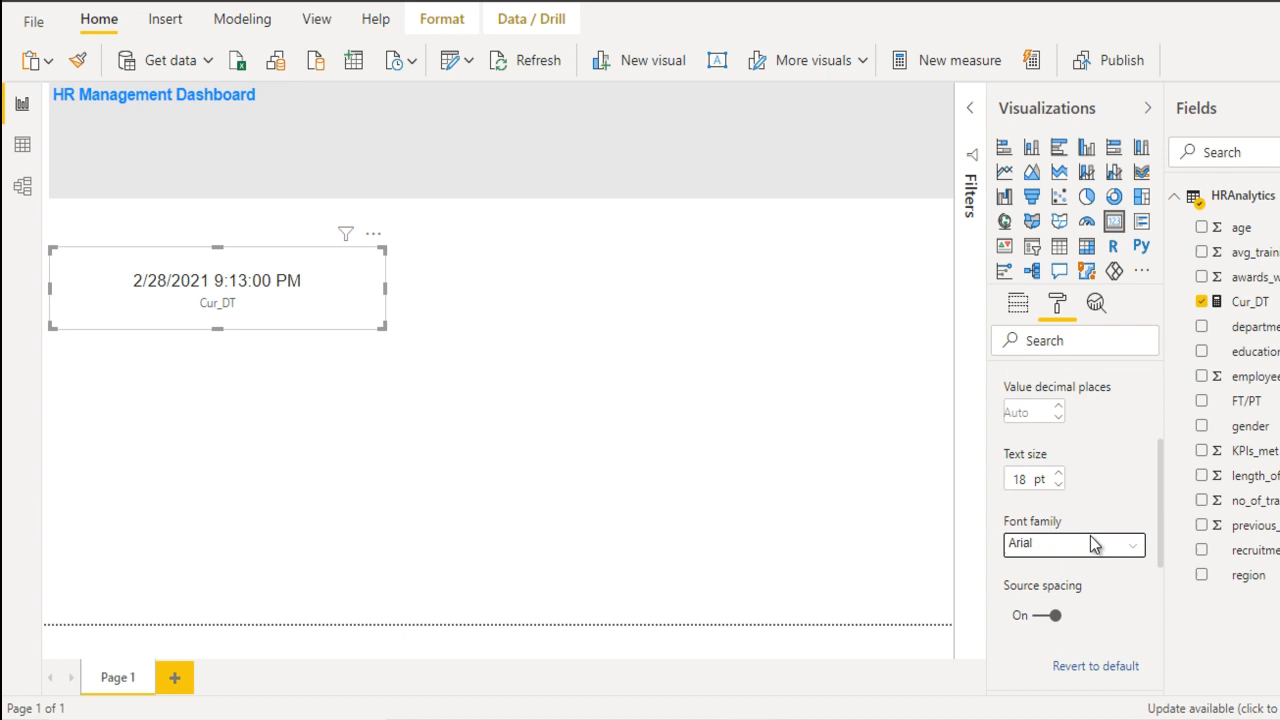 File
Home
Insert
Modeling
View
Help
Format
Data / Drill
Get data
Refresh
New visual
A
More visuals
New measure
Publish
HR Management Dashboard
2/28/2021 9:13:00 PM
Cur_DT
Filters
Visualizations
123
R
Py
Search
Value decimal places
Auto
Text size
18 pt
Font family
Arial
Source spacing
On
Revert to default
Fields
Search
HRAnalytics
Σ age
Σ avg_train
Σ awards_w
Cur_DT
departme
education
Σ employee
FT/PT
gender
Σ KPIs_met
Σ length_of
Σ no_of_tra
Σ previous_
recruitme
region
Page 1
Page 1 of 1
Update available (click to